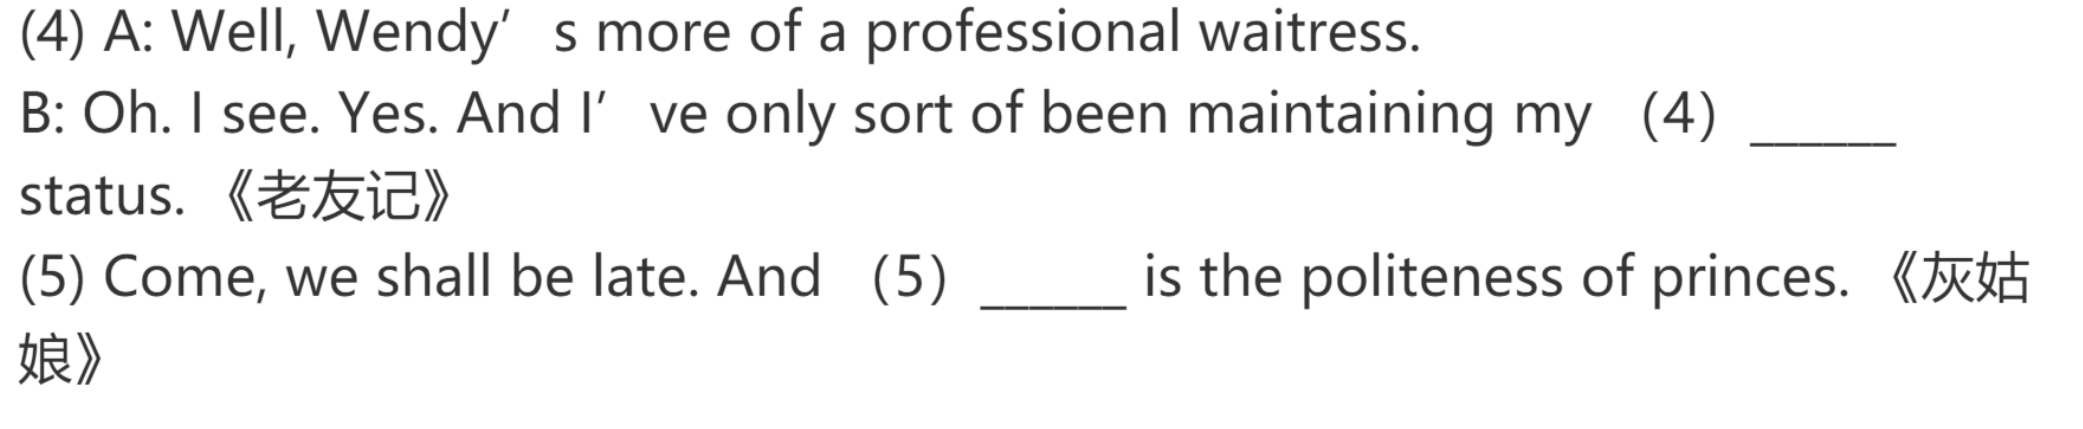 (4) A: Well, Wendy’s more of a professional waitress.
B: Oh. I see. Yes. And I’ve only sort of been maintaining my （4）______
status. 《老友记》
(5) Come, we shall be late. And （5）______ is the politeness of princes. 《灰姑
娘》